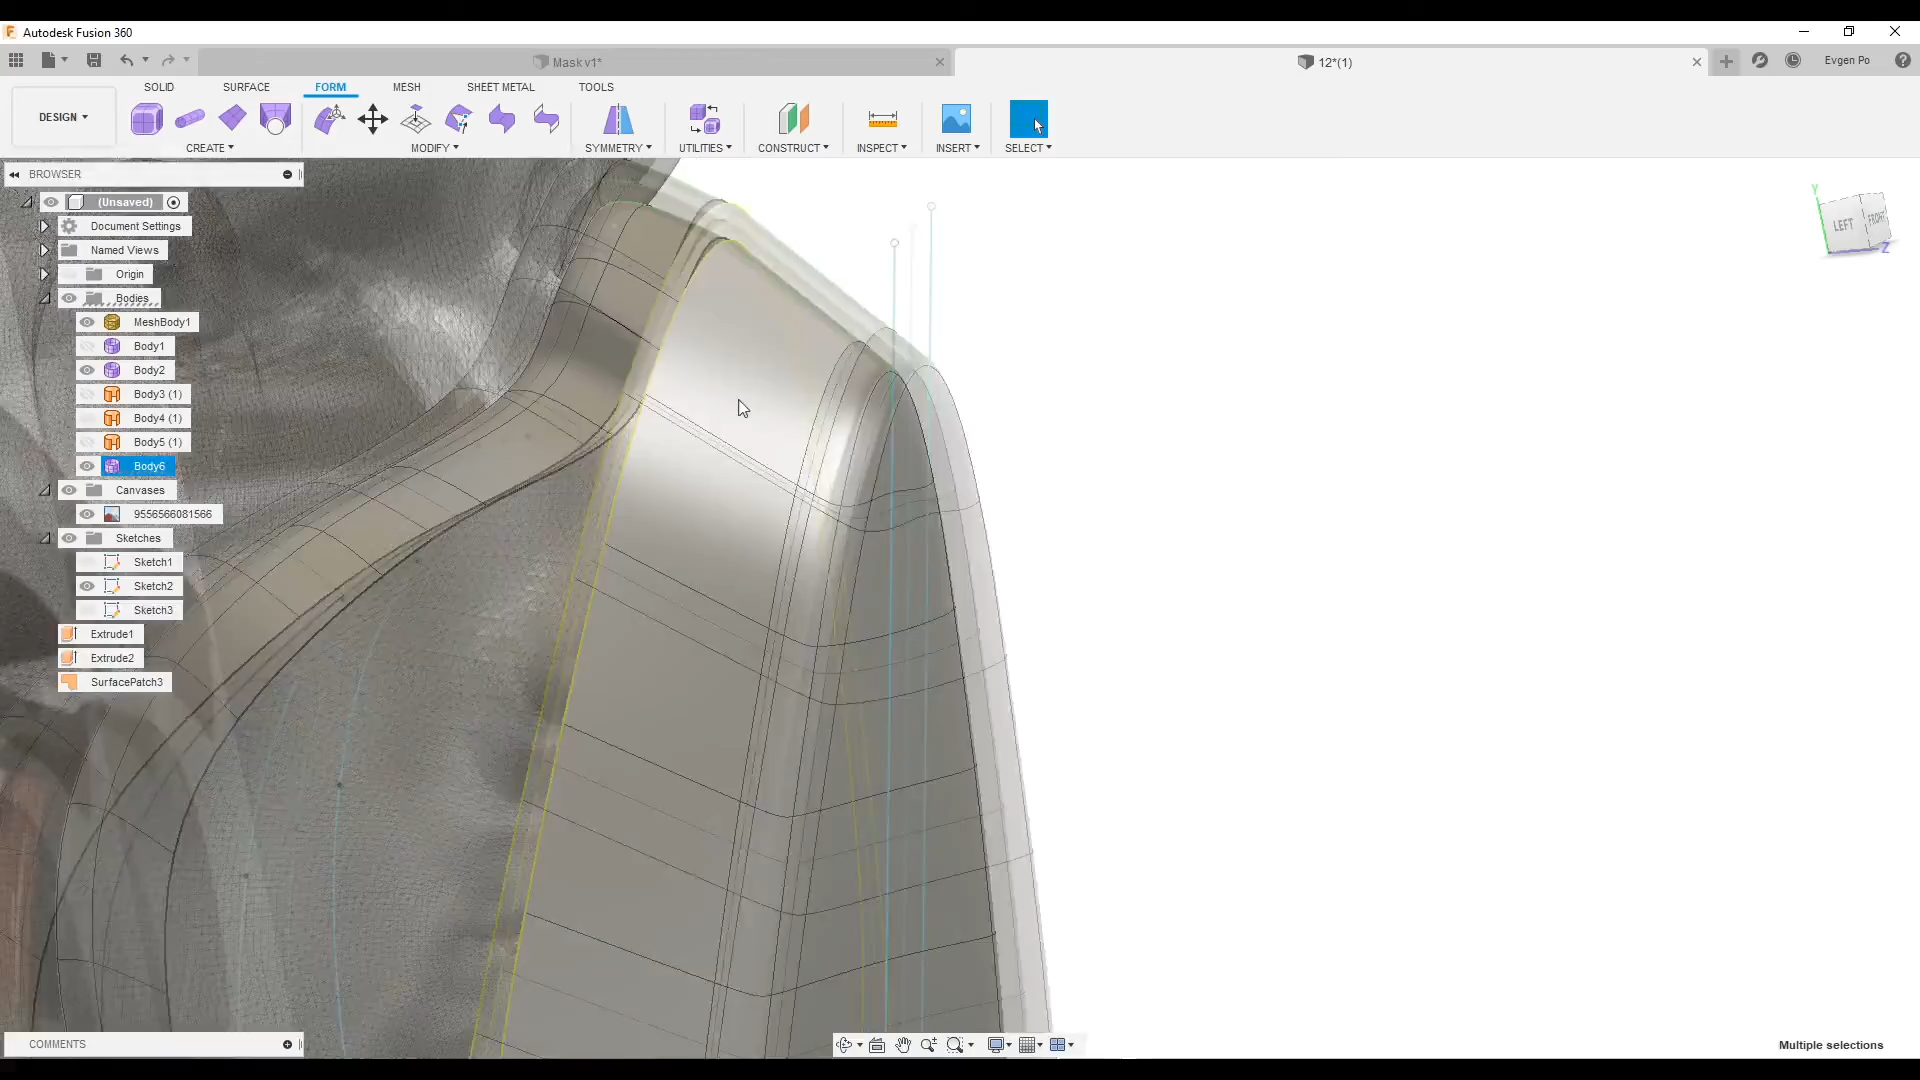 Autodesk Fusion 360
Mask v1*
12*(1)
Evgen Po
SOLID
SURFACE
FORM
MESH
SHEET METAL
TOOLS
DESIGN
CREATE
MODIFY
SYMMETRY
UTILITIES
CONSTRUCT
INSPECT
INSERT
SELECT
BROWSER
(Unsaved)
Document Settings
Named Views
Origin
Bodies
MeshBody1
Body1
Body2
Body3 (1)
Body4 (1)
Body5 (1)
Body6
Canvases
9556566081566
Sketches
Sketch1
Sketch2
Sketch3
Extrude1
Extrude2
SurfacePatch3
Y
LEFT
FRONT
Z
COMMENTS
Multiple selections